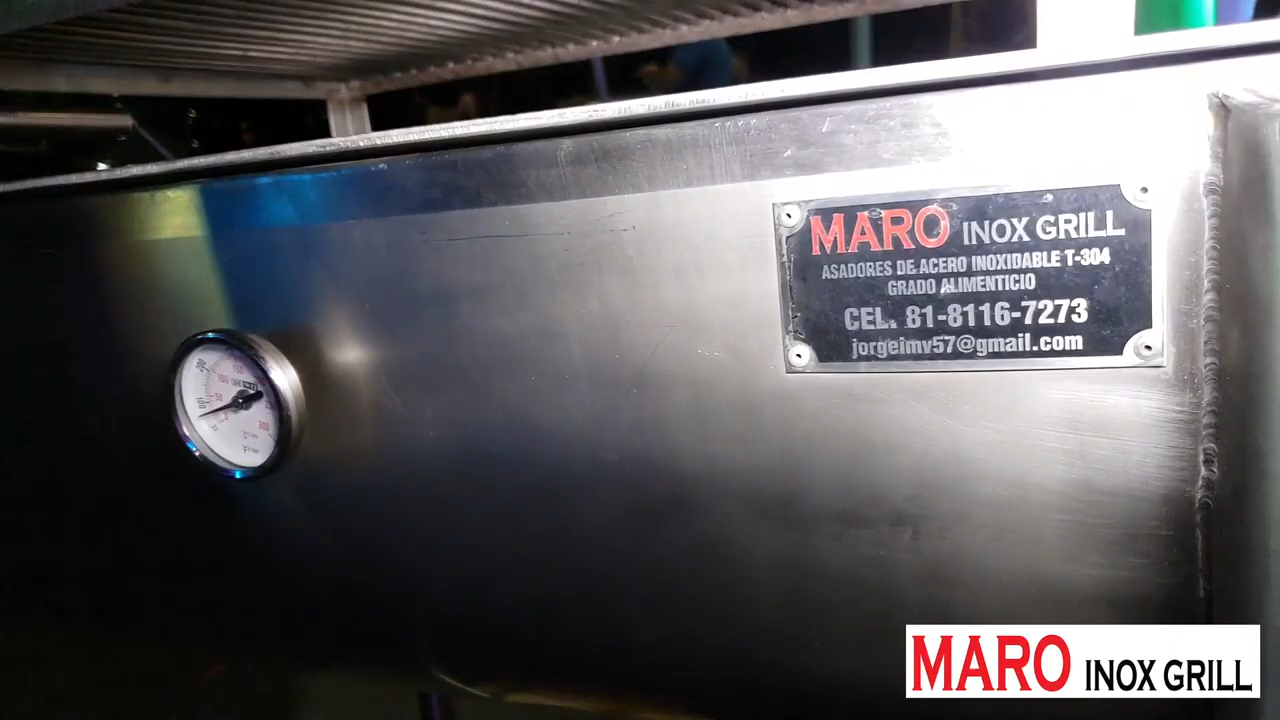 MARO INOX GRILL
ASADORES DE ACERO INOXIDABLE T-304
GRADO ALIMENTICIO
CEL. 81-8116-7273
jorgeimv57@gmail.com
MARO INOX GRILL